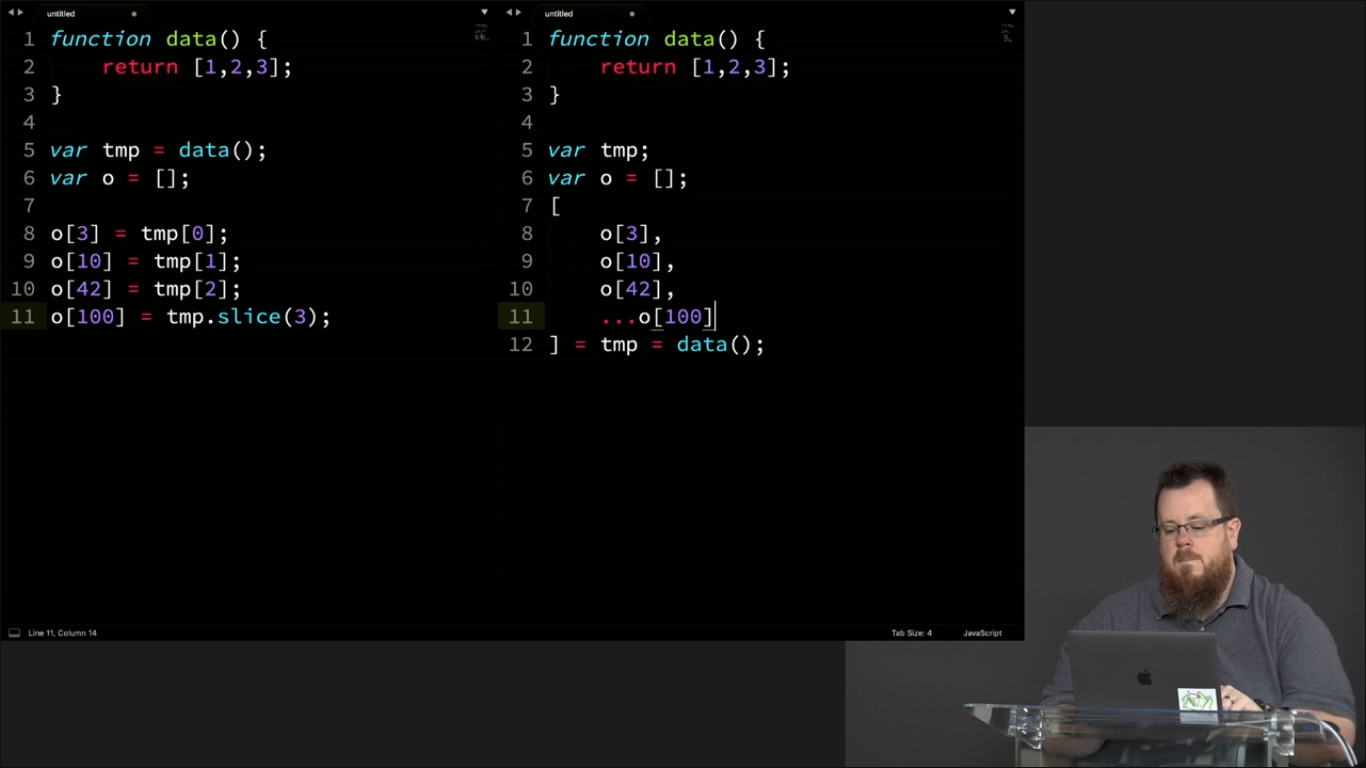 untitled
1 function data() {
2     return [1,2,3];
3 }
4
5 var tmp = data();
6 var o = [];
7
8 o[3] = tmp[0];
9 o[10] = tmp[1];
10 o[42] = tmp[2];
11 o[100] = tmp.slice(3);
untitled
1 function data() {
2     return [1,2,3];
3 }
4
5 var tmp;
6 var o = [];
7 [
8     o[3],
9     o[10],
10     o[42],
11     ...o[100]
12 ] = tmp = data();
Line 11, Column 14
Tab Size: 4
JavaScript